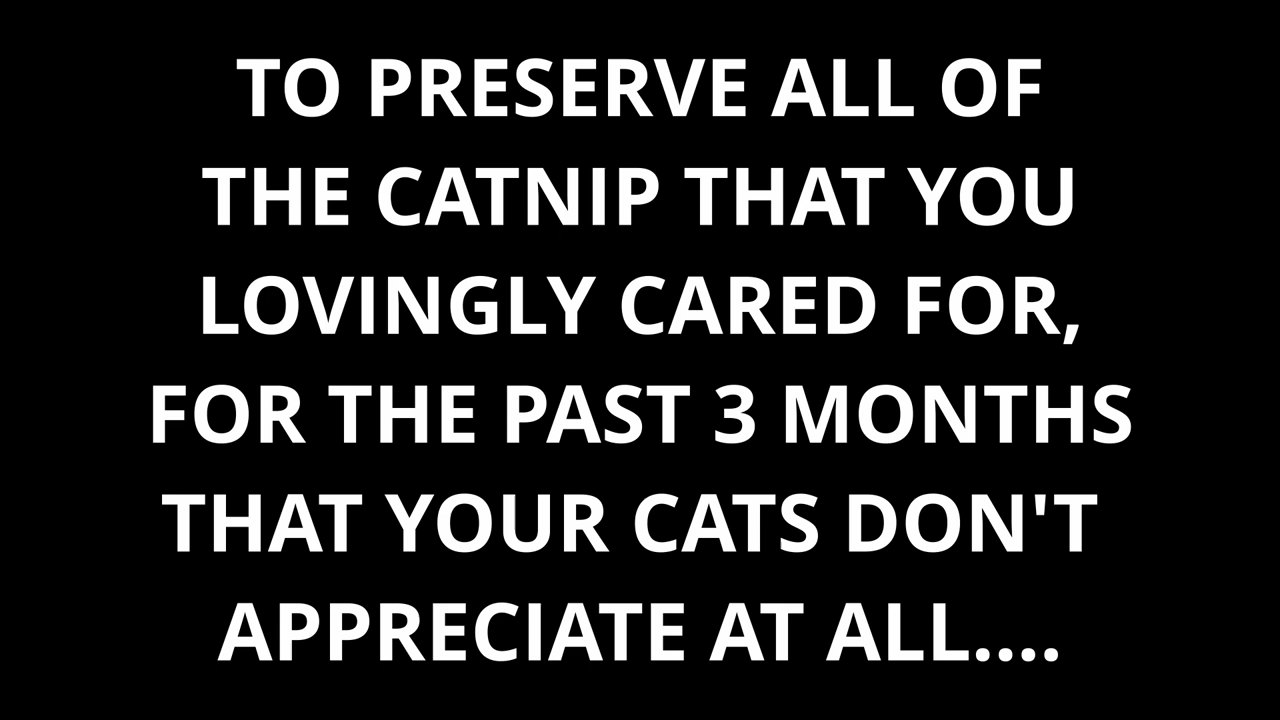 TO PRESERVE ALL OF
THE CATNIP THAT YOU
LOVINGLY CARED FOR,
FOR THE PAST 3 MONTHS
THAT YOUR CATS DON'T
APPRECIATE AT ALL....